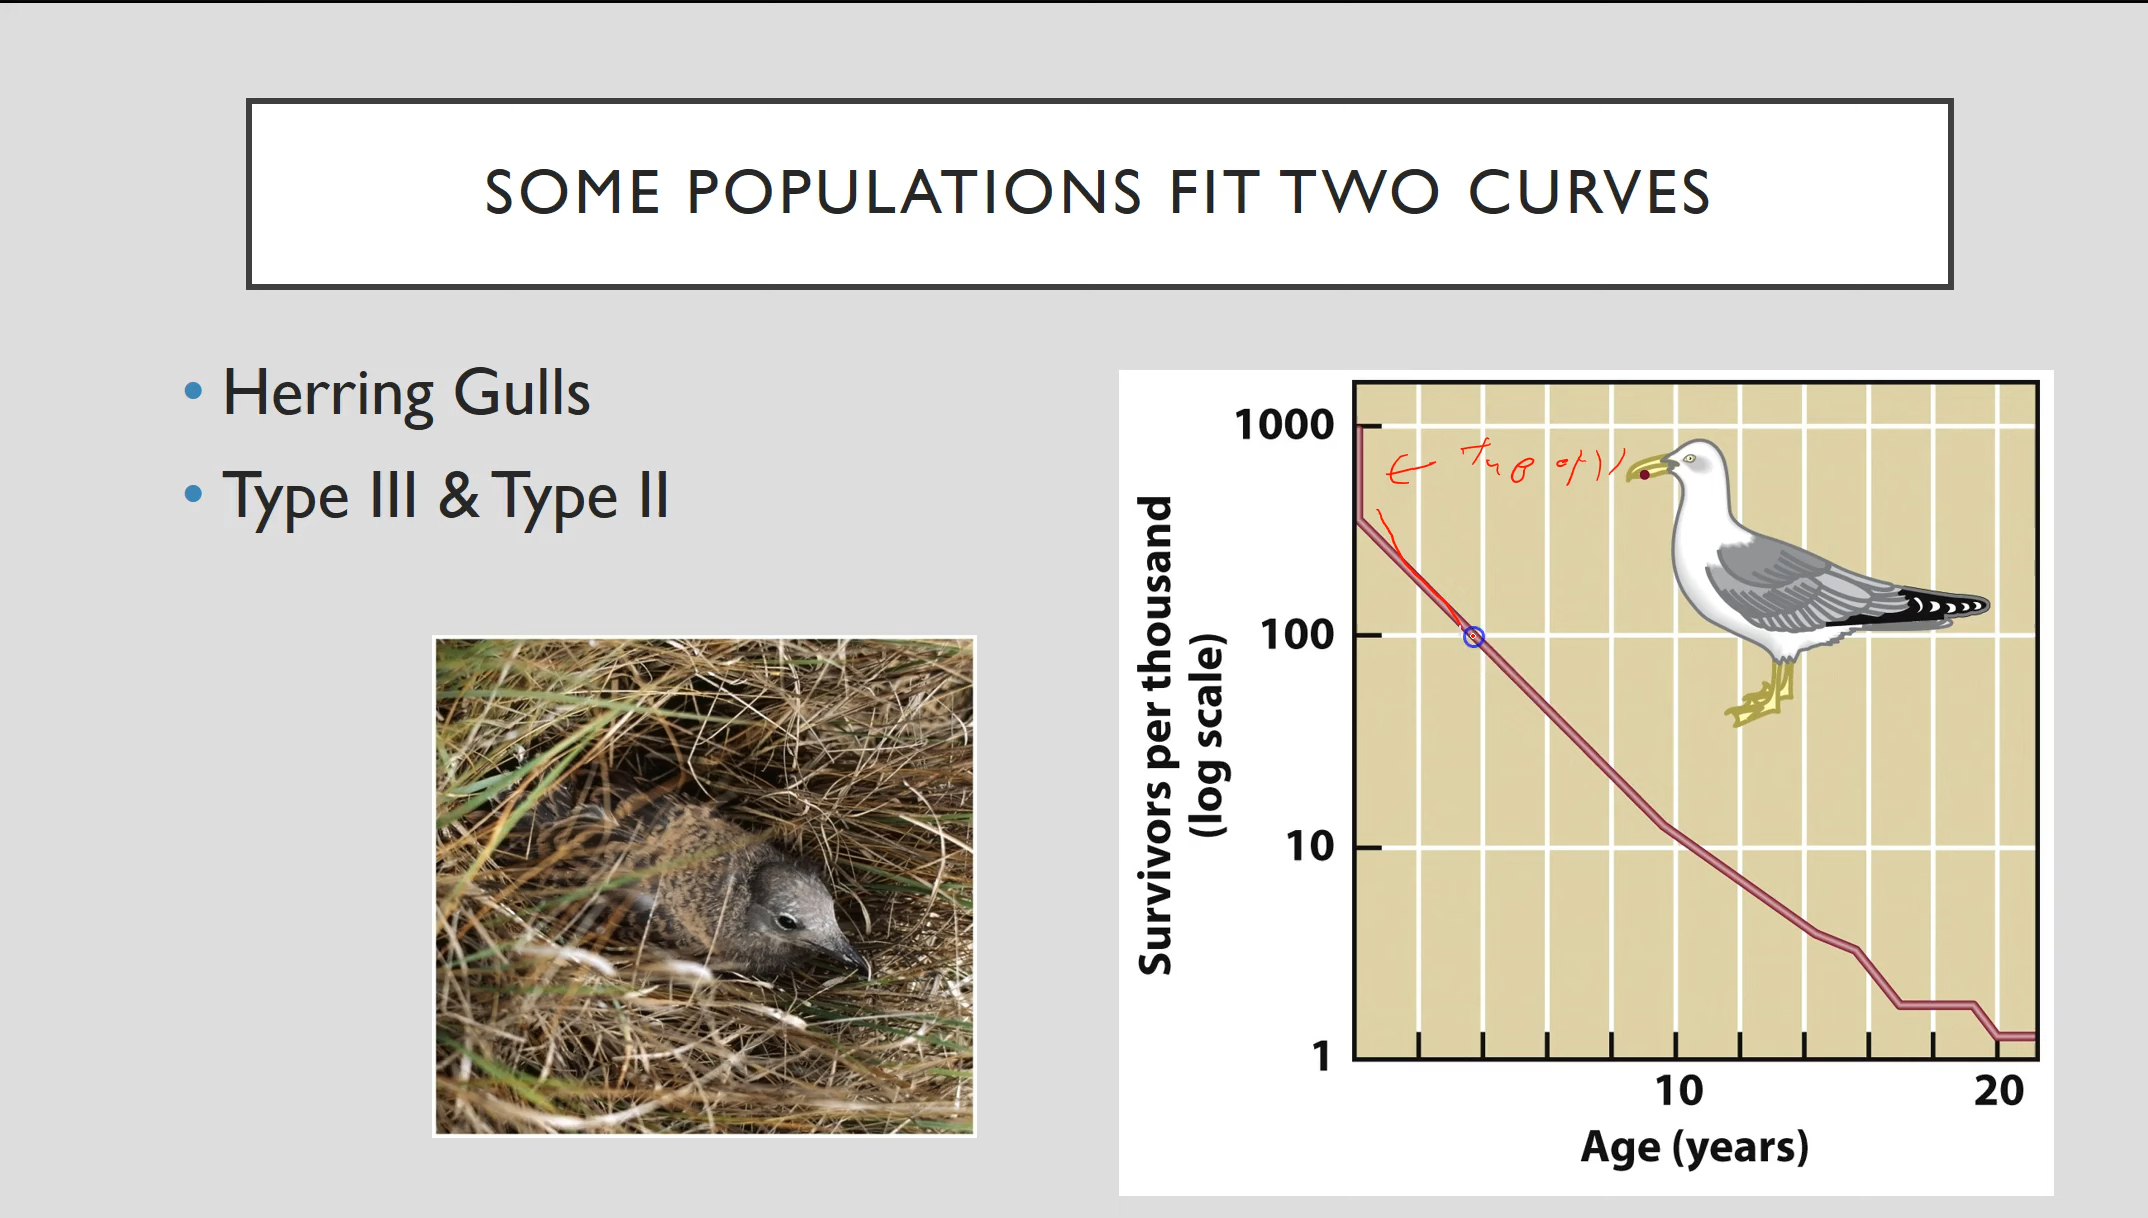 SOME POPULATIONS FIT TWO CURVES
• Herring Gulls
• Type III & Type II
Survivors per thousand
(log scale)
1000
100
10
1
10 20
Age (years)